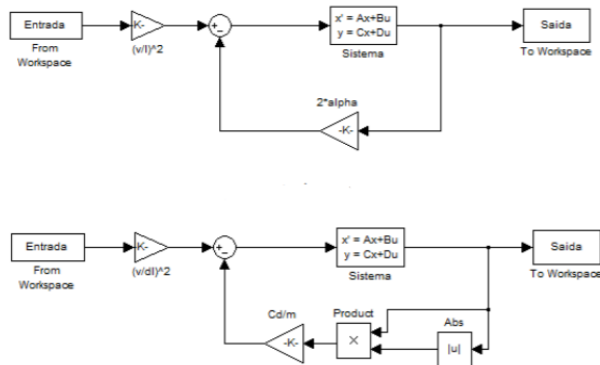 Entrada
From
Workspace
K-
(v/l)^2
x' = Ax+Bu
y = Cx+Du
Sistema
Saida
To Workspace
2*alpha
-K-
Entrada
From
Workspace
K-
(v/dl)^2
x' = Ax+Bu
y = Cx+Du
Sistema
Saida
To Workspace
Cd/m
-K-
Product
Abs
|u|